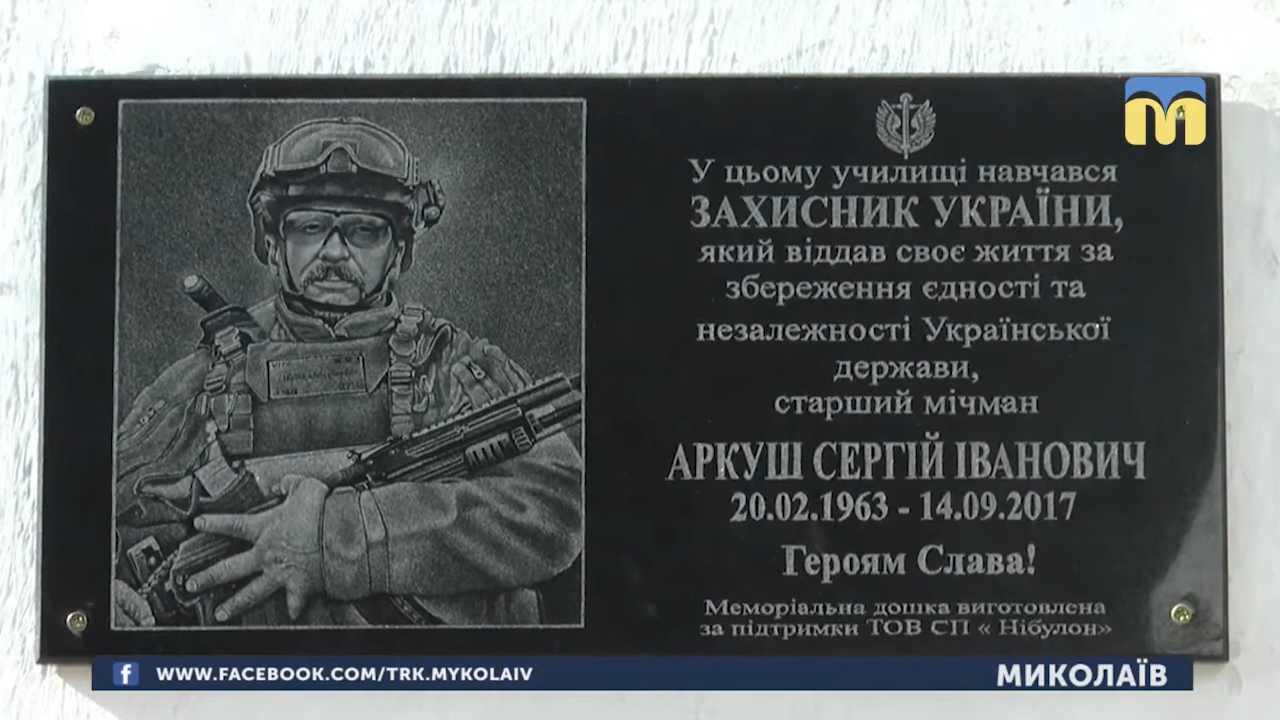 У цьому училищі навчався
ЗАХИСНИК УКРАЇНИ,
який віддав своє життя за
збереження єдності та
незалежності Української
держави,
старший мічман
АРКУШ СЕРГІЙ ІВАНОВИЧ
20.02.1963 - 14.09.2017
Героям Слава!
Меморіальна дошка виготовлена
за підтримки ТОВ СП « Нібулон»
WWW.FACEBOOK.COM/TRK.MYKOLAIV
МИКОЛАЇВ